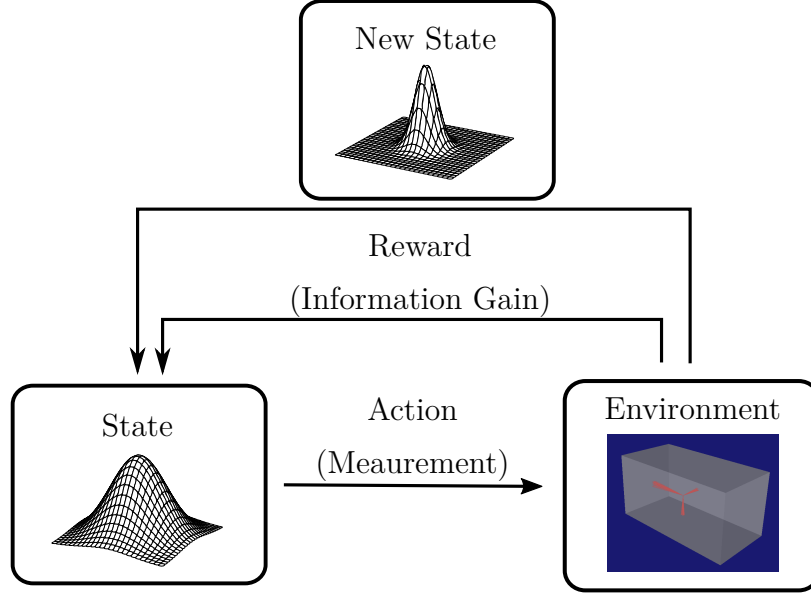 New State
Reward
(Information Gain)
State
Action
(Meaurement)
Environment